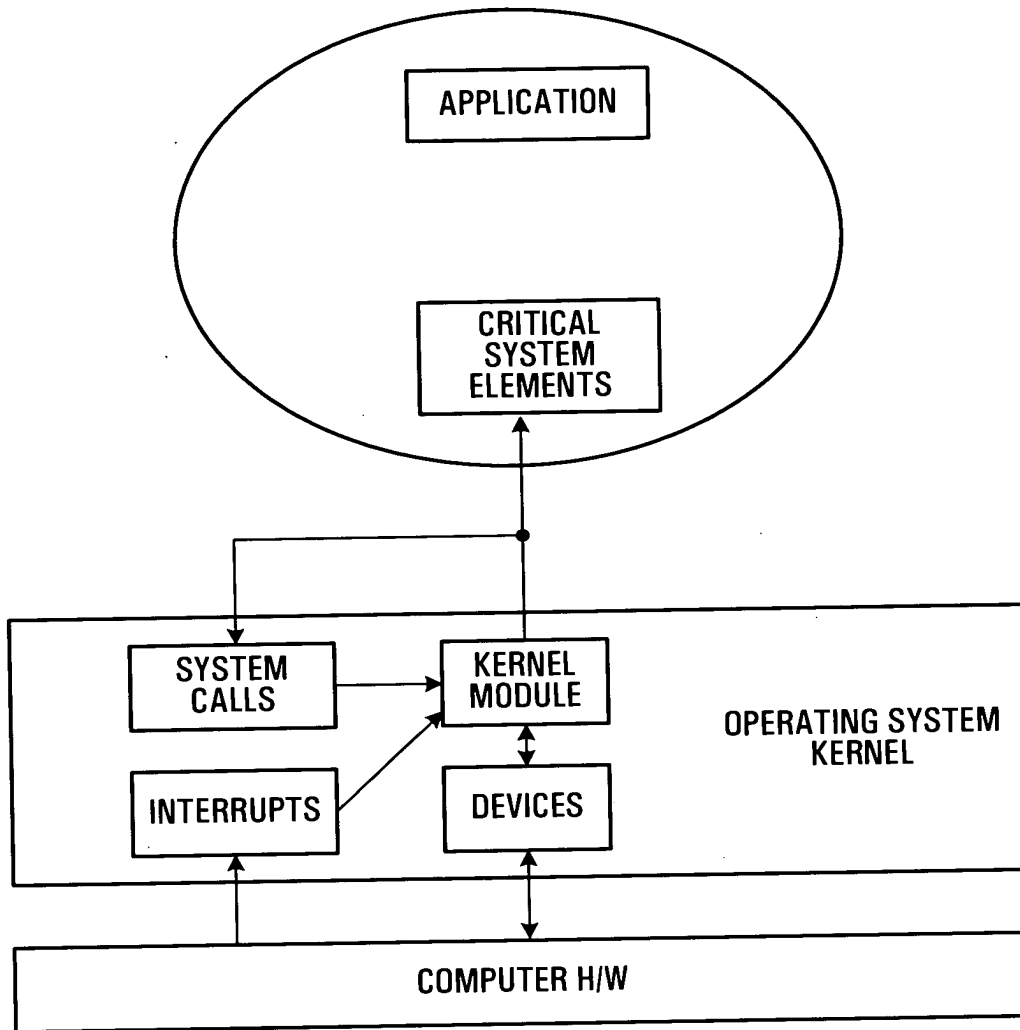 APPLICATION
CRITICAL
SYSTEM
ELEMENTS
SYSTEM
CALLS
KERNEL
MODULE
OPERATING SYSTEM
KERNEL
INTERRUPTS
DEVICES
COMPUTER H/W